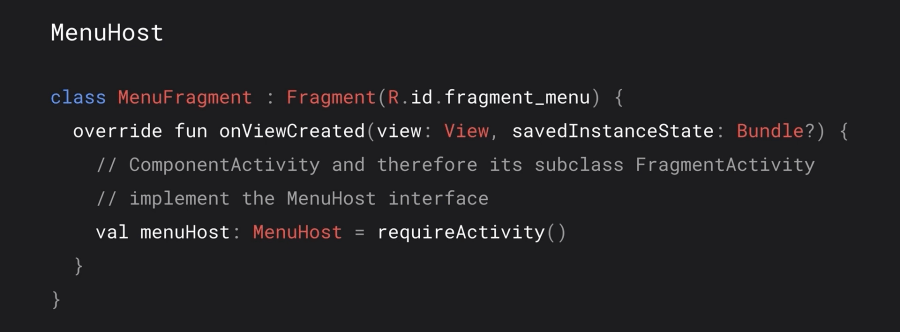 MenuHost
class MenuFragment : Fragment(R.id.fragment_menu) {
override fun onViewCreated(view: View, savedInstanceState: Bundle?) {
// ComponentActivity and therefore its subclass FragmentActivity
// implement the MenuHost interface
val menuHost: MenuHost = requireActivity()
}
}